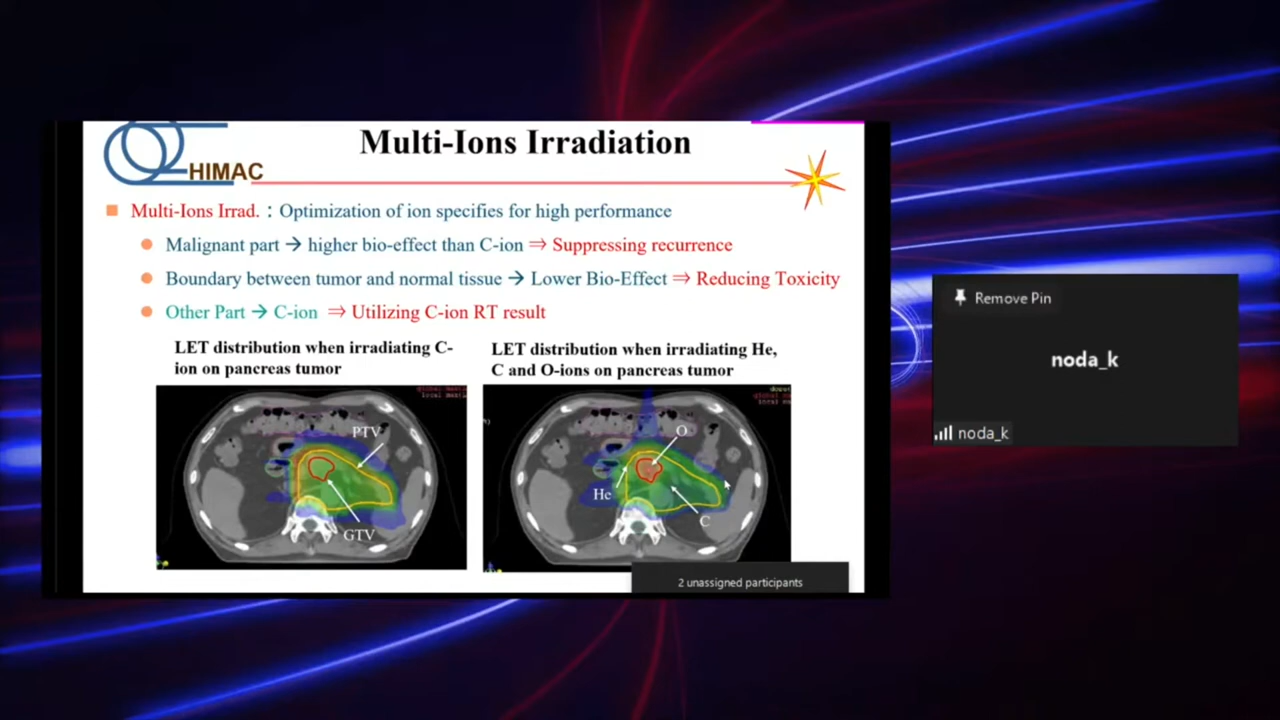 HIMAC
Multi-Ions Irradiation
Multi-Ions Irrad.：Optimization of ion specifies for high performance
Malignant part → higher bio-effect than C-ion ⇒ Suppressing recurrence
Boundary between tumor and normal tissue → Lower Bio-Effect ⇒ Reducing Toxicity
Other Part → C-ion ⇒ Utilizing C-ion RT result
LET distribution when irradiating C-
ion on pancreas tumor
PTV
GTV
LET distribution when irradiating He,
C and O-ions on pancreas tumor
O
He
C
2 unassigned participants
Remove Pin
noda_k
noda_k